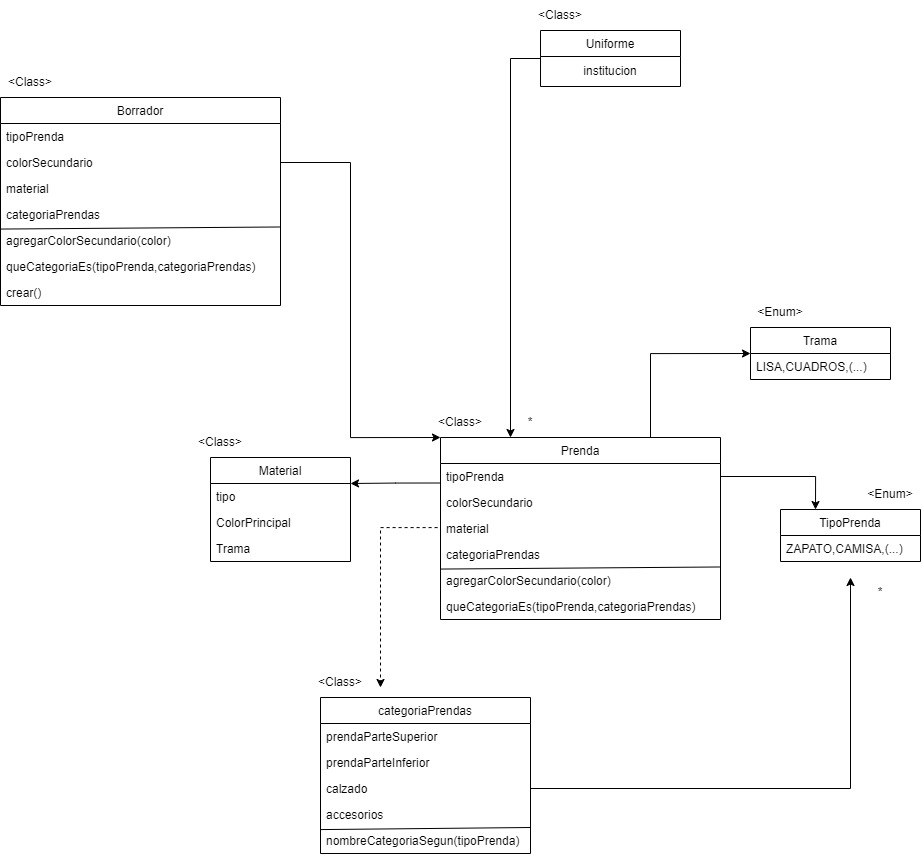 <Class>
Uniforme
institucion
<Class>
Borrador
tipoPrenda
colorSecundario
material
categoriaPrendas
agregarColorSecundario(color)
queCategoriaEs(tipoPrenda,categoriaPrendas)
crear()
<Enum>
Trama
LISA,CUADROS,(...)
<Class>
*
Prenda
tipoPrenda
colorSecundario
material
categoriaPrendas
agregarColorSecundario(color)
queCategoriaEs(tipoPrenda,categoriaPrendas)
<Class>
Material
tipo
ColorPrincipal
Trama
<Enum>
TipoPrenda
ZAPATO,CAMISA,(...)
*
<Class>
categoriaPrendas
prendaParteSuperior
prendaParteInferior
calzado
accesorios
nombreCategoriaSegun(tipoPrenda)